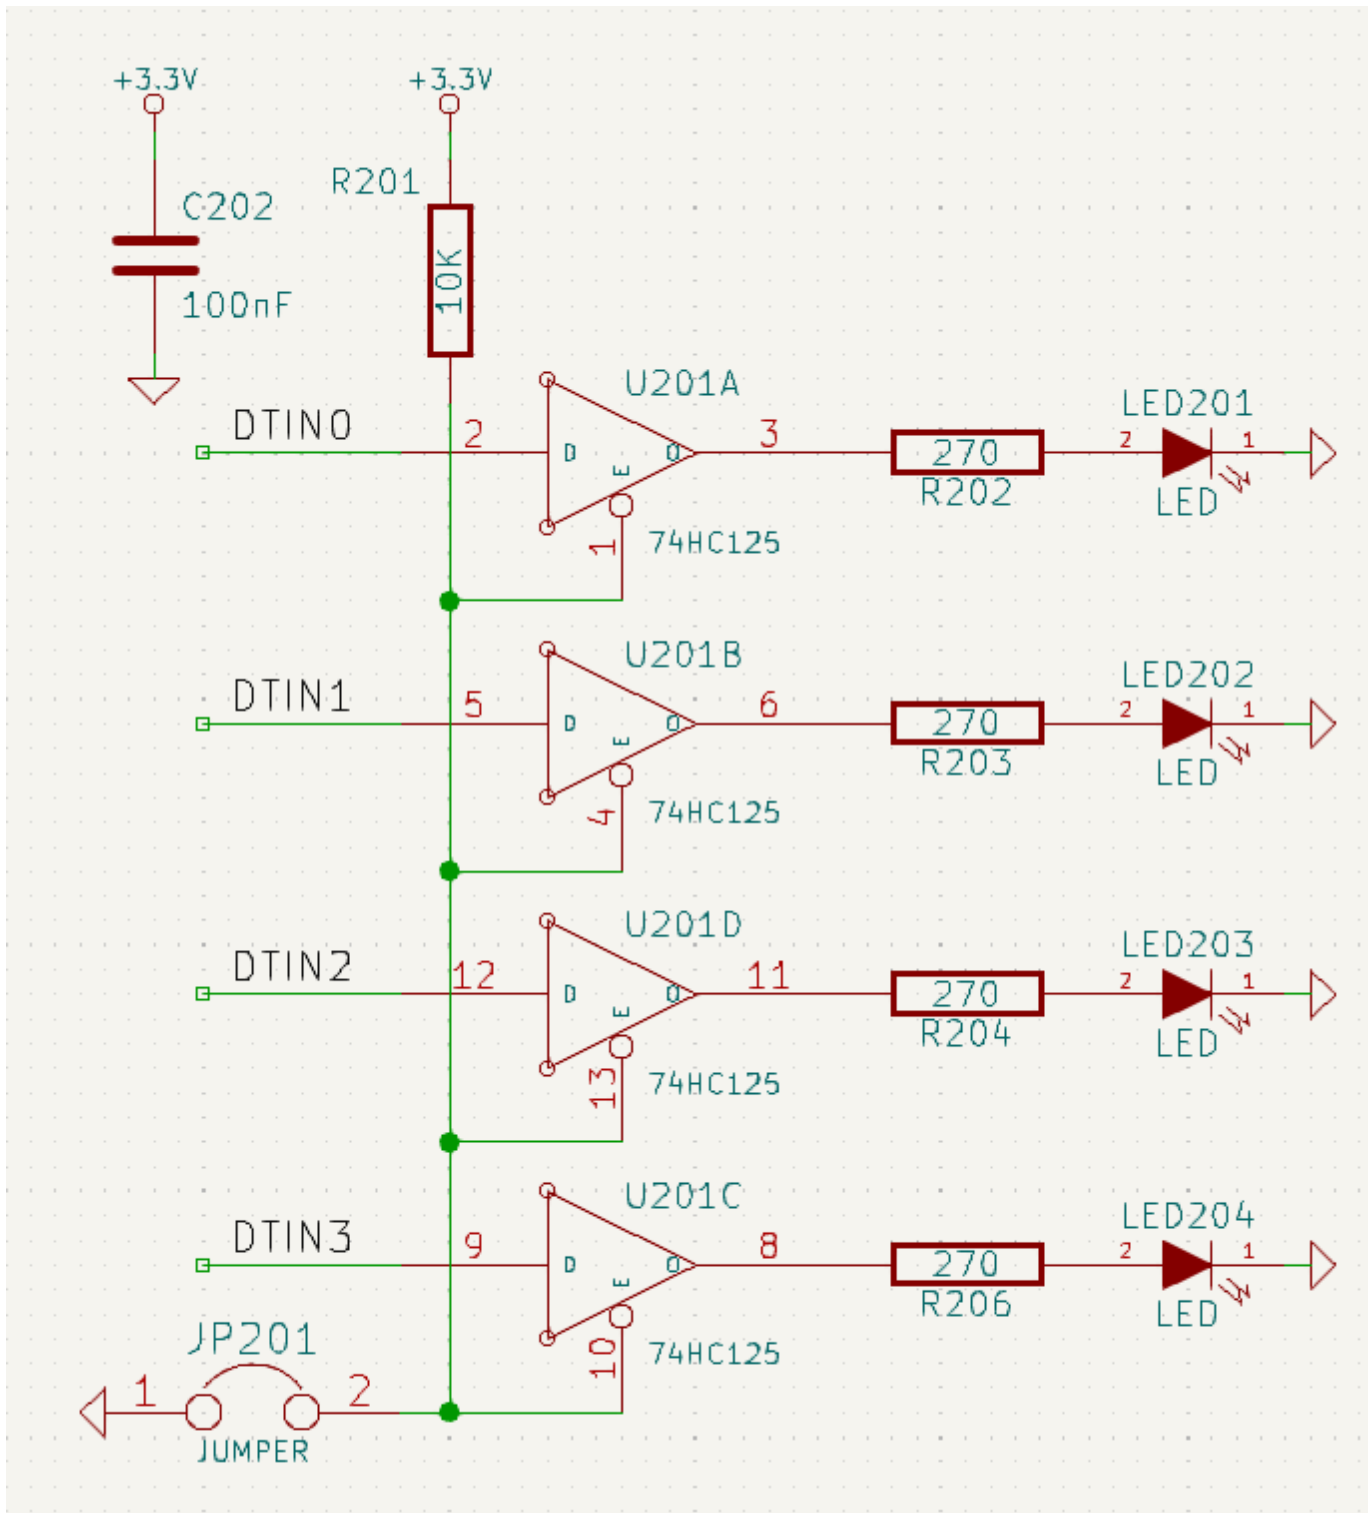 +3.3V
+3.3V
R201
C202
10K
100nF
U201A
DTIN0
2
D
E
O
3
270
R202
LED201
2
1
LED
1
74HC125
U201B
DTIN1
5
D
E
O
6
270
R203
LED202
2
1
LED
4
74HC125
U201D
DTIN2
12
D
E
O
11
270
R204
LED203
2
1
LED
13
74HC125
U201C
DTIN3
9
D
E
O
8
270
R206
LED204
2
1
LED
10
74HC125
JP201
1
2
JUMPER